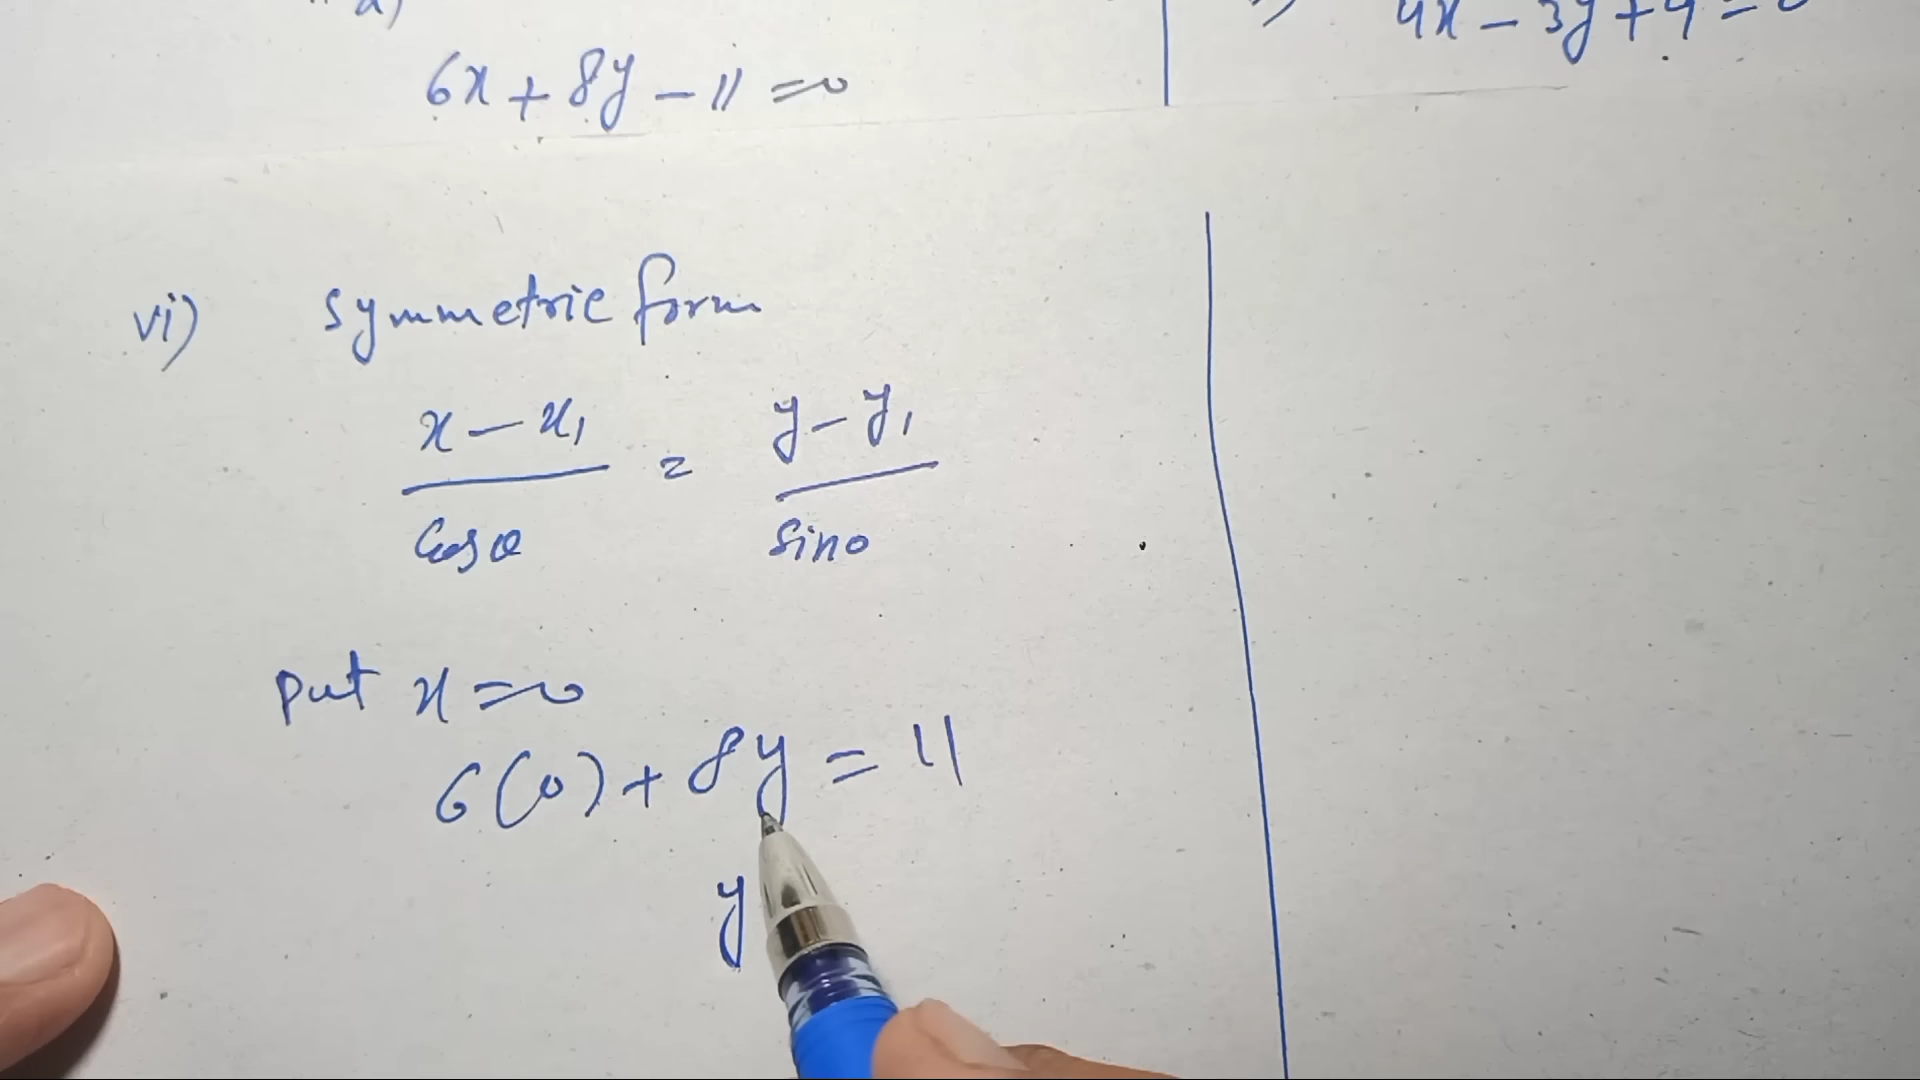 6x + 8y - 11 = 0
4x - 3y + 9 = 0
vi) Symmetric form
x - x₁ / Cosθ = y - y₁ / Sinθ
Put x = 0
6(0) + 8y = 11
y